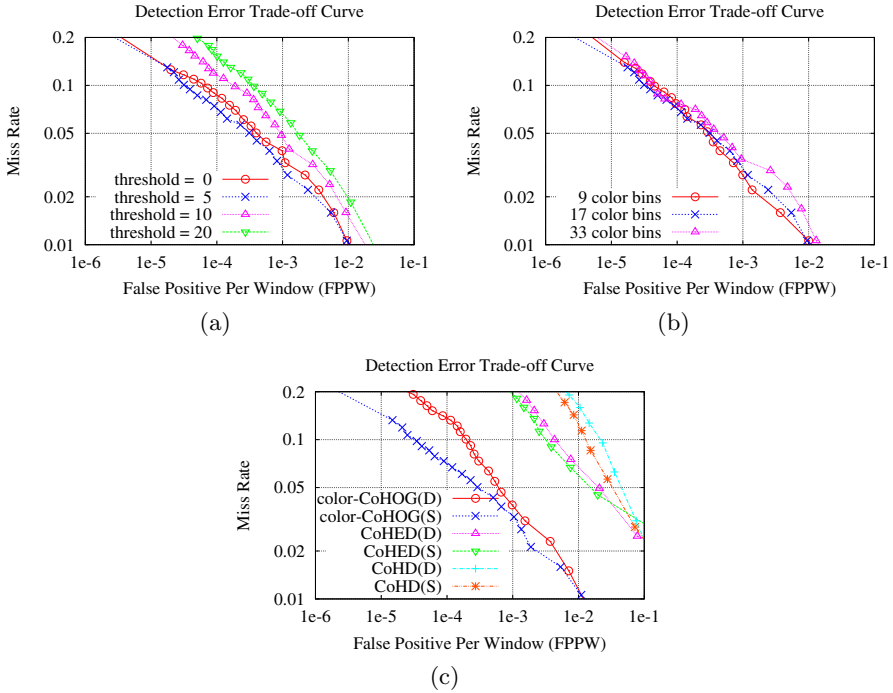 Detection Error Trade-off Curve
0.2
0.1
0.05
0.02
0.01
Miss Rate
threshold = 0
threshold = 5
threshold = 10
threshold = 20
1e-6 1e-5 1e-4 1e-3 1e-2 1e-1
False Positive Per Window (FPPW)
(a)
Detection Error Trade-off Curve
0.2
0.1
0.05
0.02
0.01
Miss Rate
9 color bins
17 color bins
33 color bins
1e-6 1e-5 1e-4 1e-3 1e-2 1e-1
False Positive Per Window (FPPW)
(b)
Detection Error Trade-off Curve
0.2
0.1
0.05
0.02
0.01
Miss Rate
color-CoHOG(D)
color-CoHOG(S)
CoHED(D)
CoHED(S)
CoHD(D)
CoHD(S)
1e-6 1e-5 1e-4 1e-3 1e-2 1e-1
False Positive Per Window (FPPW)
(c)